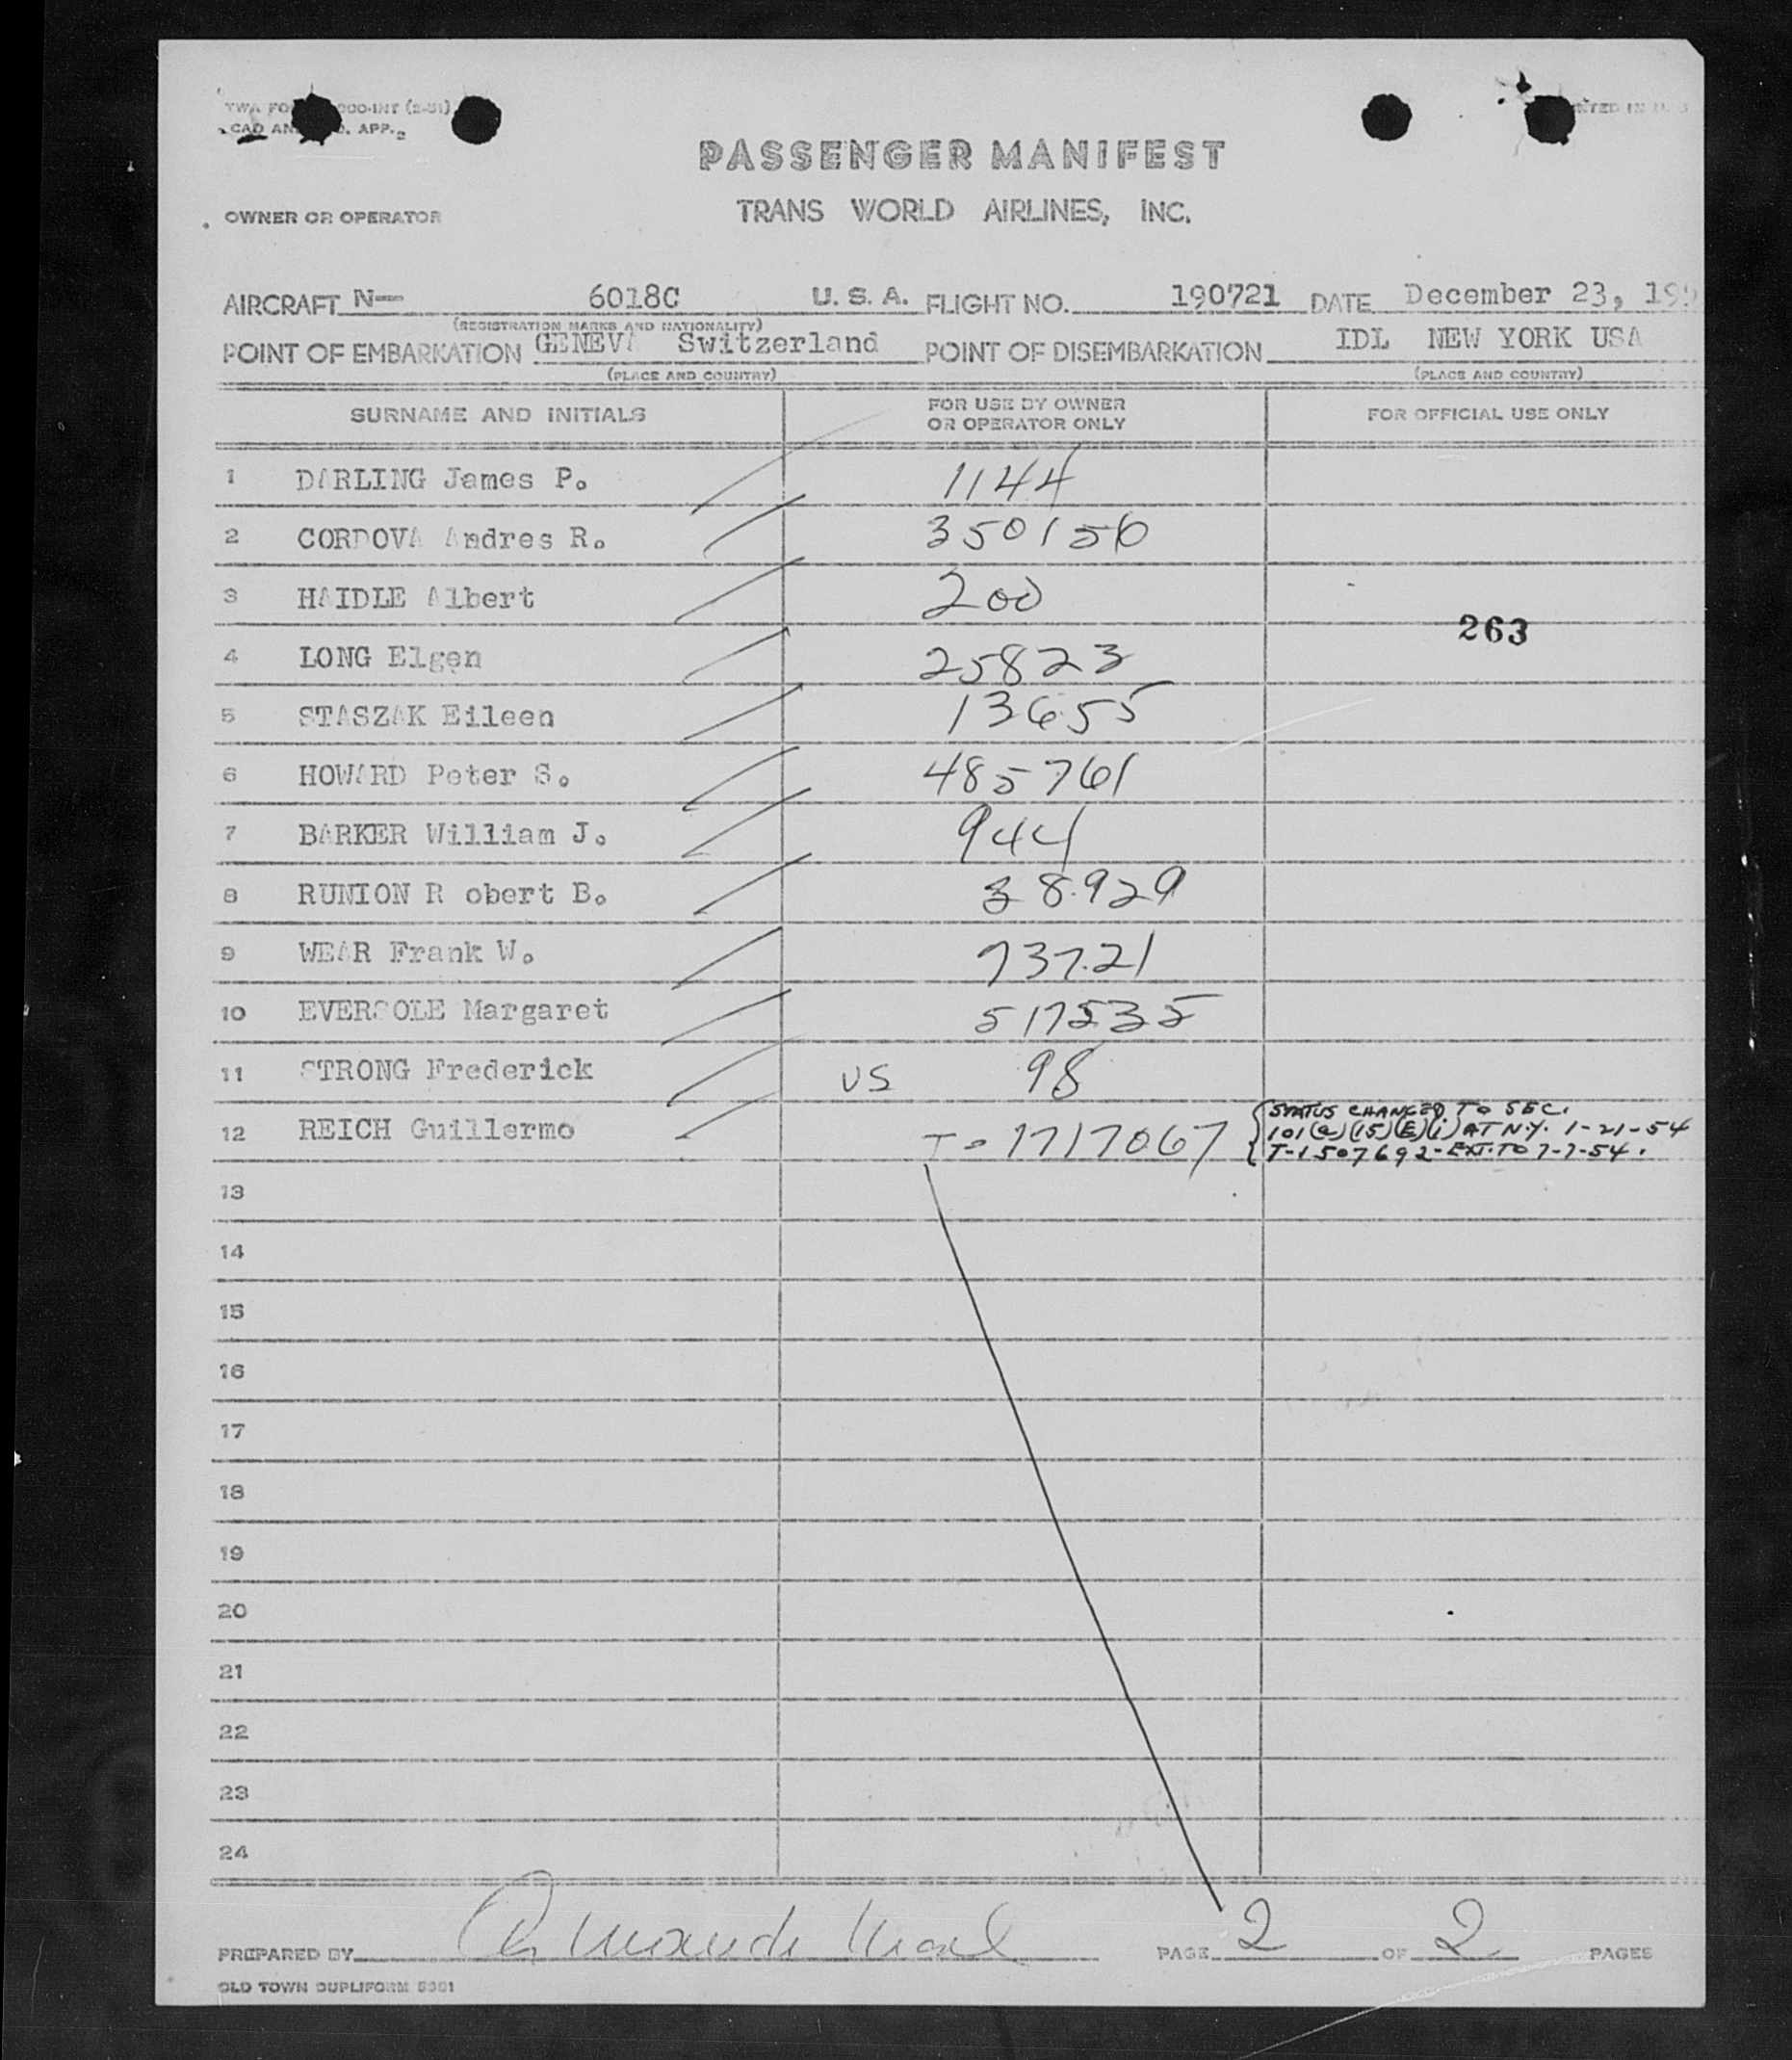 PASSENGER MANIFEST
TRANS WORLD AIRLINES, INC.
OWNER OR OPERATOR
AIRCRAFT N— 6018C U. S. A. FLIGHT NO. 190721 DATE December 23,
(REGISTRATION MARKS AND NATIONALITY)
POINT OF EMBARKATION GENEVA Switzerland POINT OF DISEMBARKATION IDL NEW YORK USA
(PLACE AND COUNTRY) (PLACE AND COUNTRY)
SURNAME AND INITIALS FOR USE BY OWNER OR OPERATOR ONLY FOR OFFICIAL USE ONLY
1 DARLING James P. 1144
2 CORDOVA Andres R. 350156
3 HAIDLE Albert 200
263
4 LONG Elgen 25823
5 STASZAK Eileen 13655
6 HOWARD Peter S. 485761
7 BARKER William J. 944
8 RUNION R obert B. 38929
9 WEAR Frank W. 73721
10 EVERSOLE Margaret 517535
11 STRONG Frederick US 98
12 REICH Guillermo T-1717067
STATUS CHANGED TO SEC.
101(a)(15)(E)(i) AT N.Y. 1-21-54
T-1507692-EXT. TO 7-7-54.
13
14
15
16
17
18
19
20
21
22
23
24
PREPARED BY PAGE 2 OF 2 PAGES
OLD TOWN DUPLIFORM